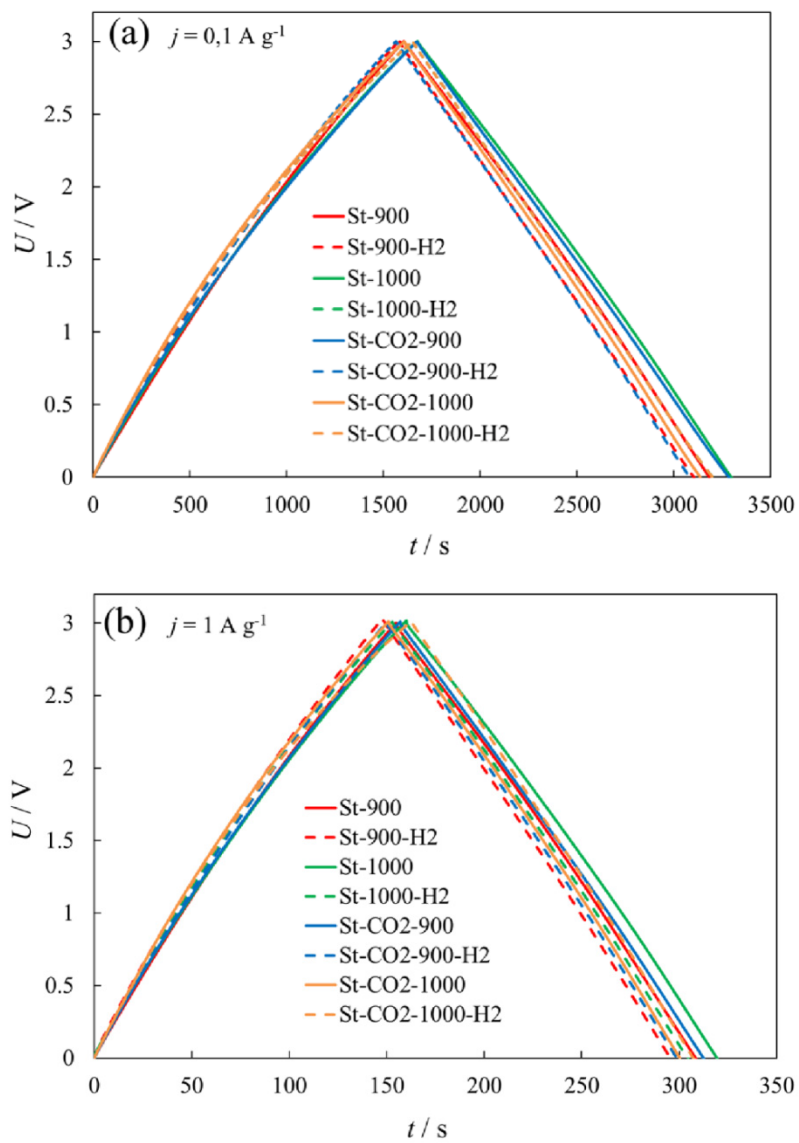 (a) j = 0,1 A g-1
3
2.5
2
1.5
1
0.5
0
U / V
St-900
St-900-H2
St-1000
St-1000-H2
St-CO2-900
St-CO2-900-H2
St-CO2-1000
St-CO2-1000-H2
0 500 1000 1500 2000 2500 3000 3500
t / s
(b) j = 1 A g-1
3
2.5
2
1.5
1
0.5
0
U / V
St-900
St-900-H2
St-1000
St-1000-H2
St-CO2-900
St-CO2-900-H2
St-CO2-1000
St-CO2-1000-H2
0 50 100 150 200 250 300 350
t / s